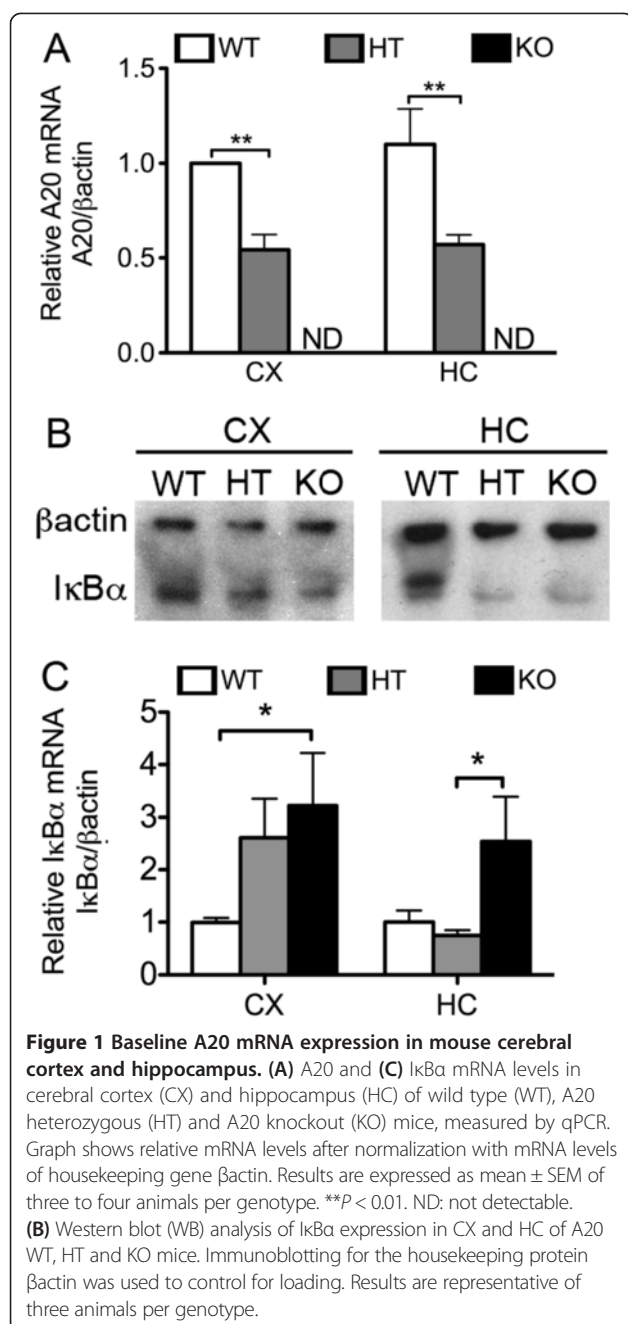 A
WT HT KO
Relative A20 mRNA
A20/βactin
1.5
1.0
0.5
0.0
**
**
ND
ND
CX
HC
B
CX
HC
WT HT KO
WT HT KO
βactin
IκBα
C
WT HT KO
Relative IκBα mRNA
IκBα/βactin
5
4
3
2
1
0
*
*
CX
HC
Figure 1 Baseline A20 mRNA expression in mouse cerebral
cortex and hippocampus. (A) A20 and (C) IκBα mRNA levels in
cerebral cortex (CX) and hippocampus (HC) of wild type (WT), A20
heterozygous (HT) and A20 knockout (KO) mice, measured by qPCR.
Graph shows relative mRNA levels after normalization with mRNA levels
of housekeeping gene βactin. Results are expressed as mean ± SEM of
three to four animals per genotype. **P < 0.01. ND: not detectable.
(B) Western blot (WB) analysis of IκBα expression in CX and HC of A20
WT, HT and KO mice. Immunoblotting for the housekeeping protein
βactin was used to control for loading. Results are representative of
three animals per genotype.